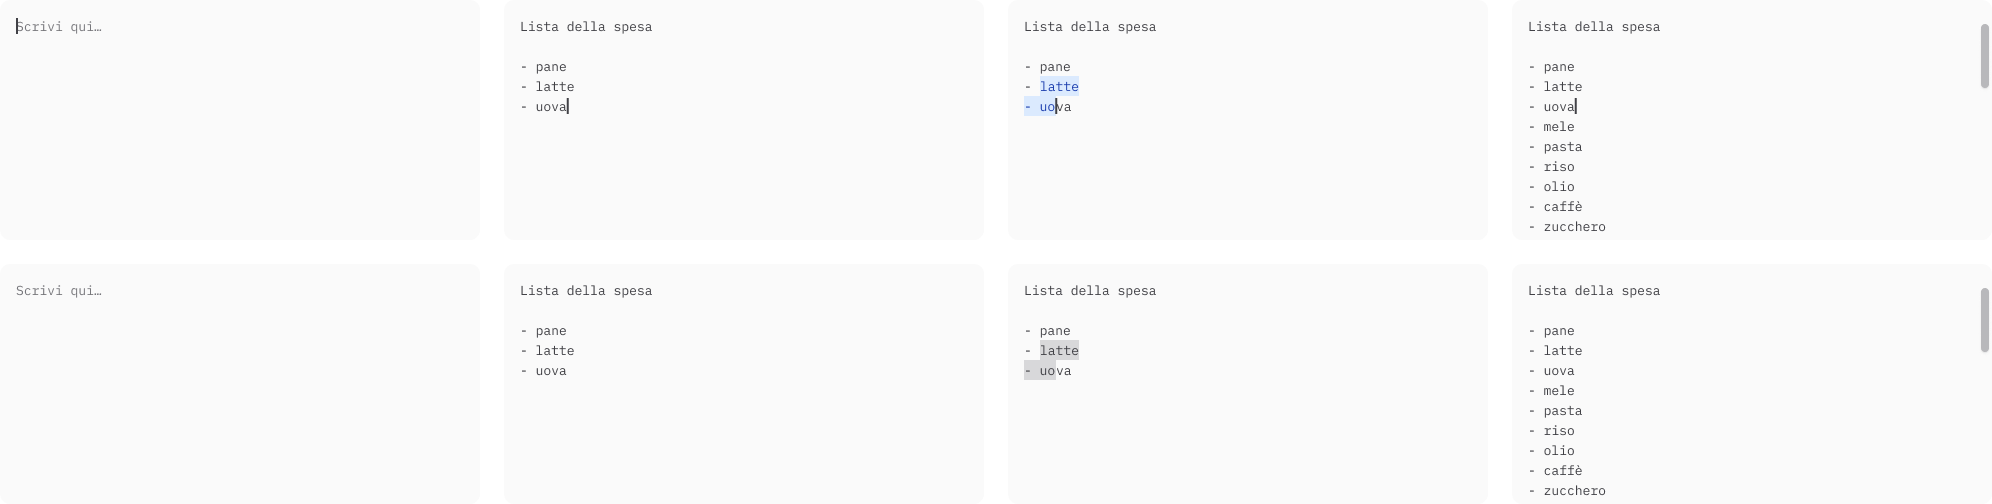 Scrivi qui…
Lista della spesa
- pane
- latte
- uova
Lista della spesa
- pane
- latte
- uova
Lista della spesa
- pane
- latte
- uova
- mele
- pasta
- riso
- olio
- caffè
- zucchero
Scrivi qui…
Lista della spesa
- pane
- latte
- uova
Lista della spesa
- pane
- latte
- uova
Lista della spesa
- pane
- latte
- uova
- mele
- pasta
- riso
- olio
- caffè
- zucchero